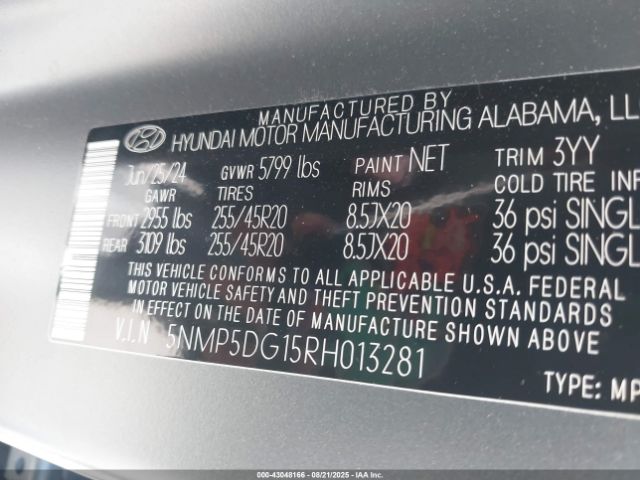 MANUFACTURED BY
HYUNDAI MOTOR MANUFACTURING ALABAMA, LL
Jun/25/24 GVWR 5799 lbs PAINT NET TRIM 3YY
GAWR TIRES RIMS COLD TIRE INF
FRONT 2955 lbs 255/45R20 8.5JX20 36 psi SINGL
REAR 3109 lbs 255/45R20 8.5JX20 36 psi SINGL
THIS VEHICLE CONFORMS TO ALL APPLICABLE U.S.A. FEDERAL
MOTOR VEHICLE SAFETY AND THEFT PREVENTION STANDARDS
IN EFFECT ON THE DATE OF MANUFACTURE SHOWN ABOVE
V.I.N 5NMP5DG15RH013281
TYPE: MP
000-43048166 - 08/21/2025 - IAA Inc.